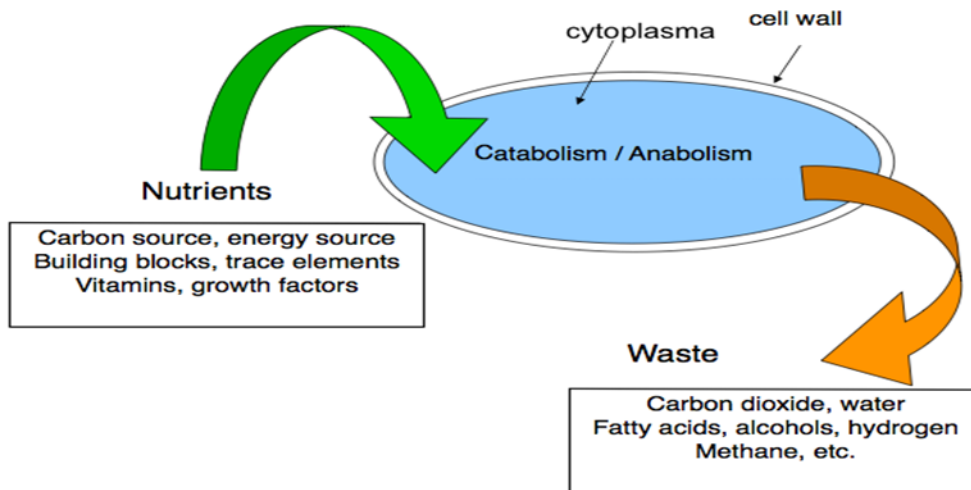 cell wall
cytoplasma
Catabolism / Anabolism
Nutrients
Carbon source, energy source
Building blocks, trace elements
Vitamins, growth factors
Waste
Carbon dioxide, water
Fatty acids, alcohols, hydrogen
Methane, etc.